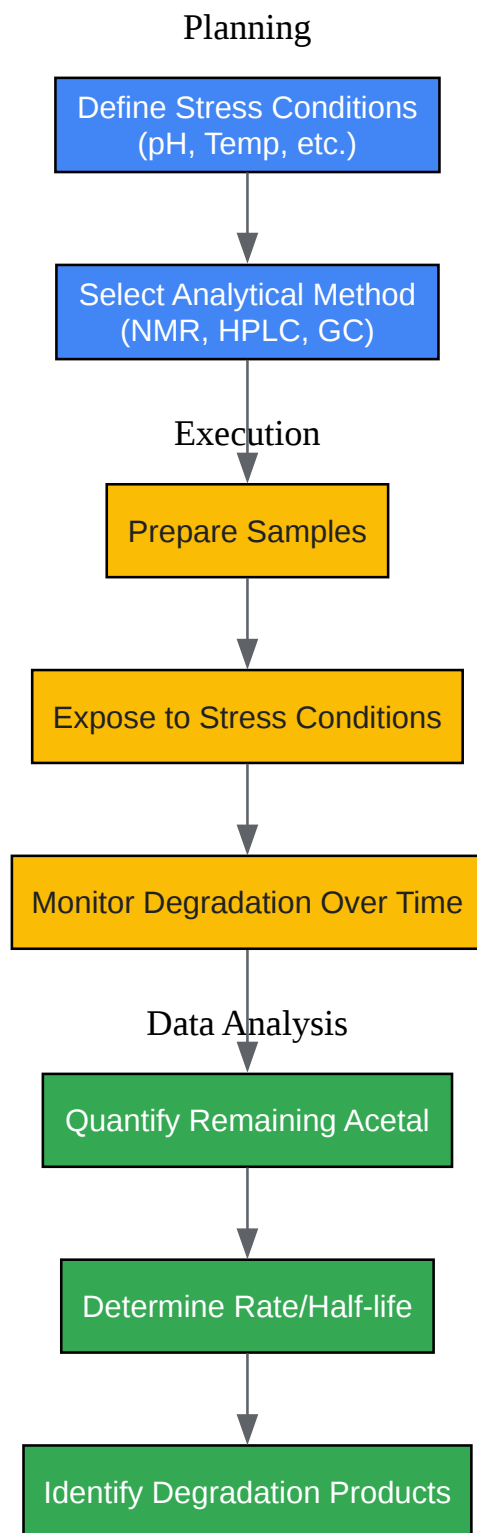 Planning
Define Stress Conditions
(pH, Temp, etc.)
Select Analytical Method
(NMR, HPLC, GC)
Execution
Prepare Samples
Expose to Stress Conditions
Monitor Degradation Over Time
Data Analysis
Quantify Remaining Acetal
Determine Rate/Half-life
Identify Degradation Products